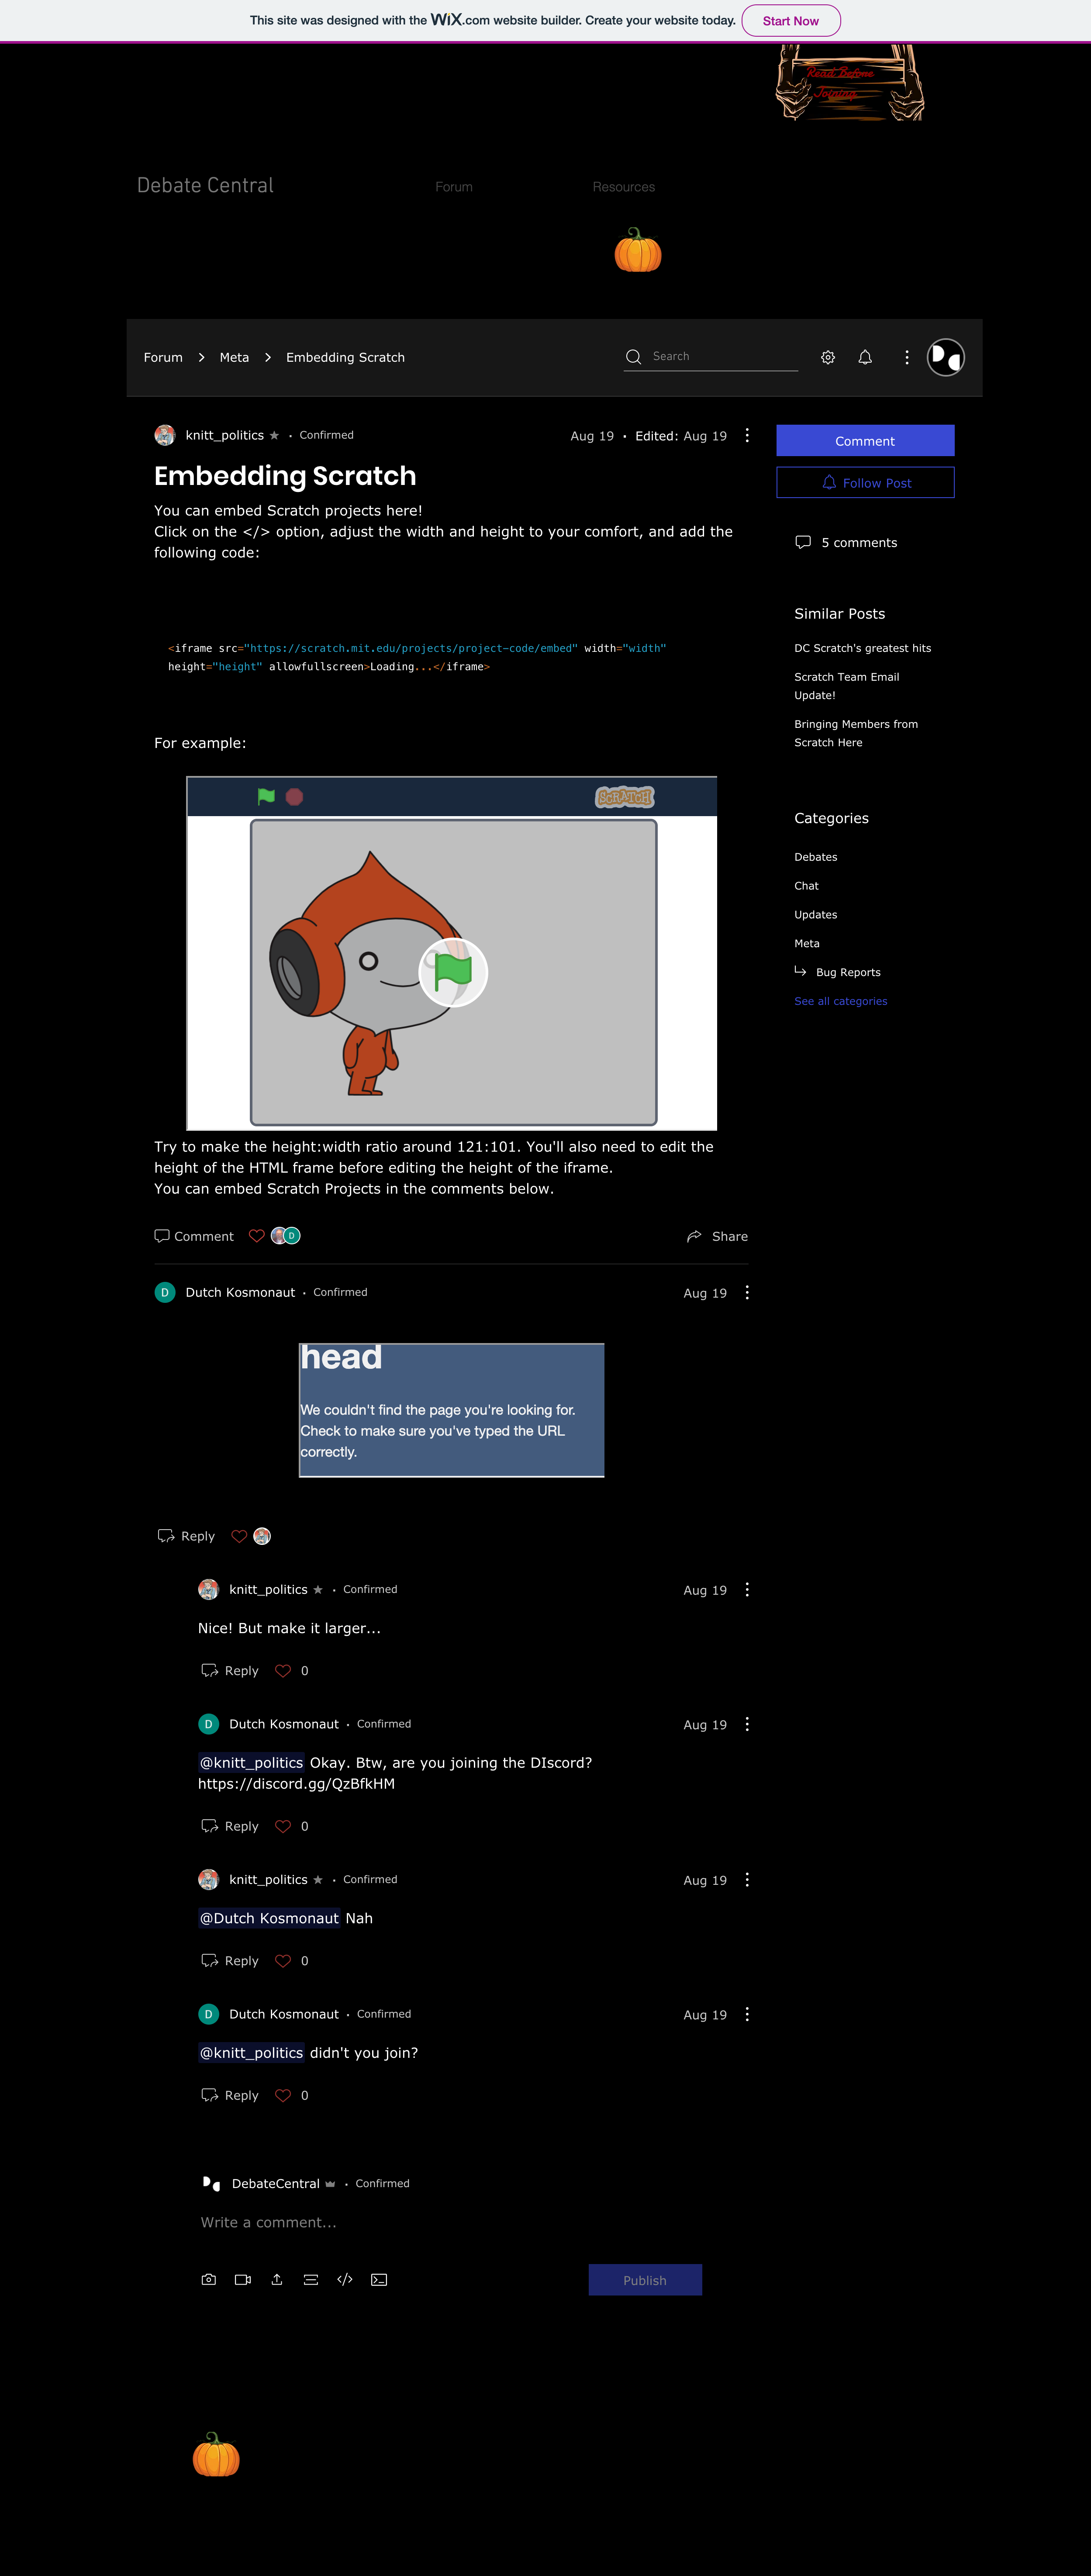 This site was designed with the WiX.com website builder. Create your website today. Start Now
Read Before
Joining
Debate Central Forum Resources
Forum > Meta > Embedding Scratch Search
knitt_politics • Confirmed Aug 19 • Edited: Aug 19
Comment
Embedding Scratch
Follow Post
You can embed Scratch projects here!
Click on the </> option, adjust the width and height to your comfort, and add the
following code:
5 comments
<iframe src="https://scratch.mit.edu/projects/project-code/embed" width="width"
height="height" allowfullscreen>Loading...</iframe>
Similar Posts
DC Scratch's greatest hits
Scratch Team Email
Update!
Bringing Members from
Scratch Here
For example:
SCRATCH
Categories
Debates
Chat
Updates
Meta
Bug Reports
See all categories
Try to make the height:width ratio around 121:101. You'll also need to edit the
height of the HTML frame before editing the height of the iframe.
You can embed Scratch Projects in the comments below.
Comment D Share
D Dutch Kosmonaut • Confirmed Aug 19
head
We couldn't find the page you're looking for.
Check to make sure you've typed the URL
correctly.
Reply
knitt_politics • Confirmed Aug 19
Nice! But make it larger...
Reply 0
D Dutch Kosmonaut • Confirmed Aug 19
@knitt_politics Okay. Btw, are you joining the DIscord?
https://discord.gg/QzBfkHM
Reply 0
knitt_politics • Confirmed Aug 19
@Dutch Kosmonaut Nah
Reply 0
D Dutch Kosmonaut • Confirmed Aug 19
@knitt_politics didn't you join?
Reply 0
DebateCentral • Confirmed
Write a comment...
Publish